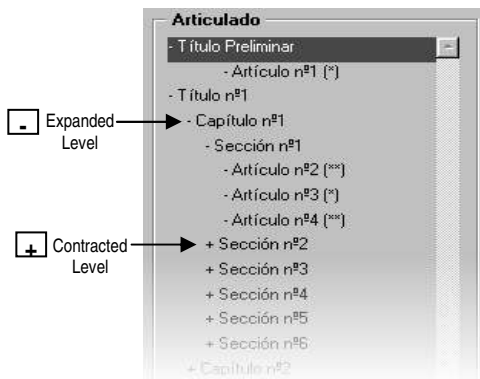 Articulado
- Título Preliminar
- Artículo nº1 (*)
- Título nº1
- Capítulo nº1
- Sección nº1
- Artículo nº2 (**)
- Artículo nº3 (*)
- Artículo nº4 (**)
+ Sección nº2
+ Sección nº3
+ Sección nº4
+ Sección nº5
+ Sección nº6
+ Capítulo nº2
- Expanded
Level
+ Contracted
Level